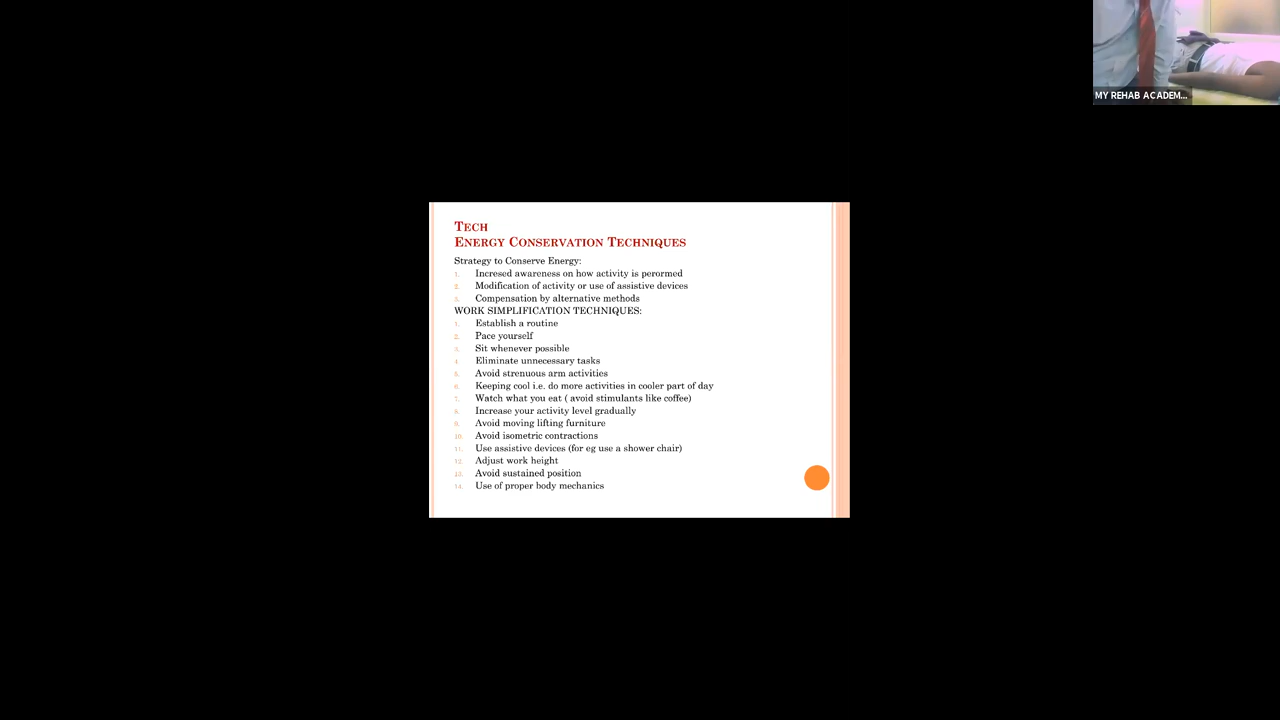 MY REHAB ACADEM...
TECH
ENERGY CONSERVATION TECHNIQUES
Strategy to Conserve Energy:
1. Incresed awareness on how activity is perormed
2. Modification of activity or use of assistive devices
3. Compensation by alternative methods
WORK SIMPLIFICATION TECHNIQUES:
1. Establish a routine
2. Pace yourself
3. Sit whenever possible
4. Eliminate unnecessary tasks
5. Avoid strenuous arm activities
6. Keeping cool i.e. do more activities in cooler part of day
7. Watch what you eat ( avoid stimulants like coffee)
8. Increase your activity level gradually
9. Avoid moving lifting furniture
10. Avoid isometric contractions
11. Use assistive devices (for eg use a shower chair)
12. Adjust work height
13. Avoid sustained position
14. Use of proper body mechanics